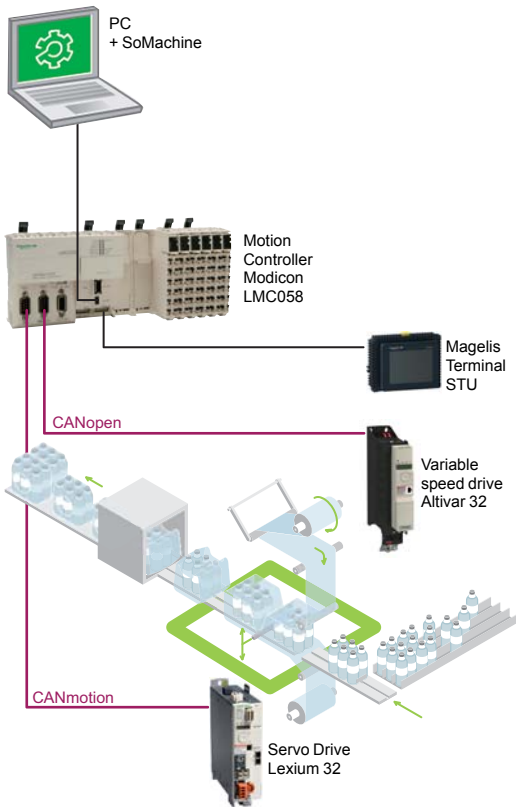 PC
+ SoMachine
Motion
Controller
Modicon
LMC058
Magelis
Terminal
STU
CANopen
Variable
speed drive
Altivar 32
CANmotion
Servo Drive
Lexium 32